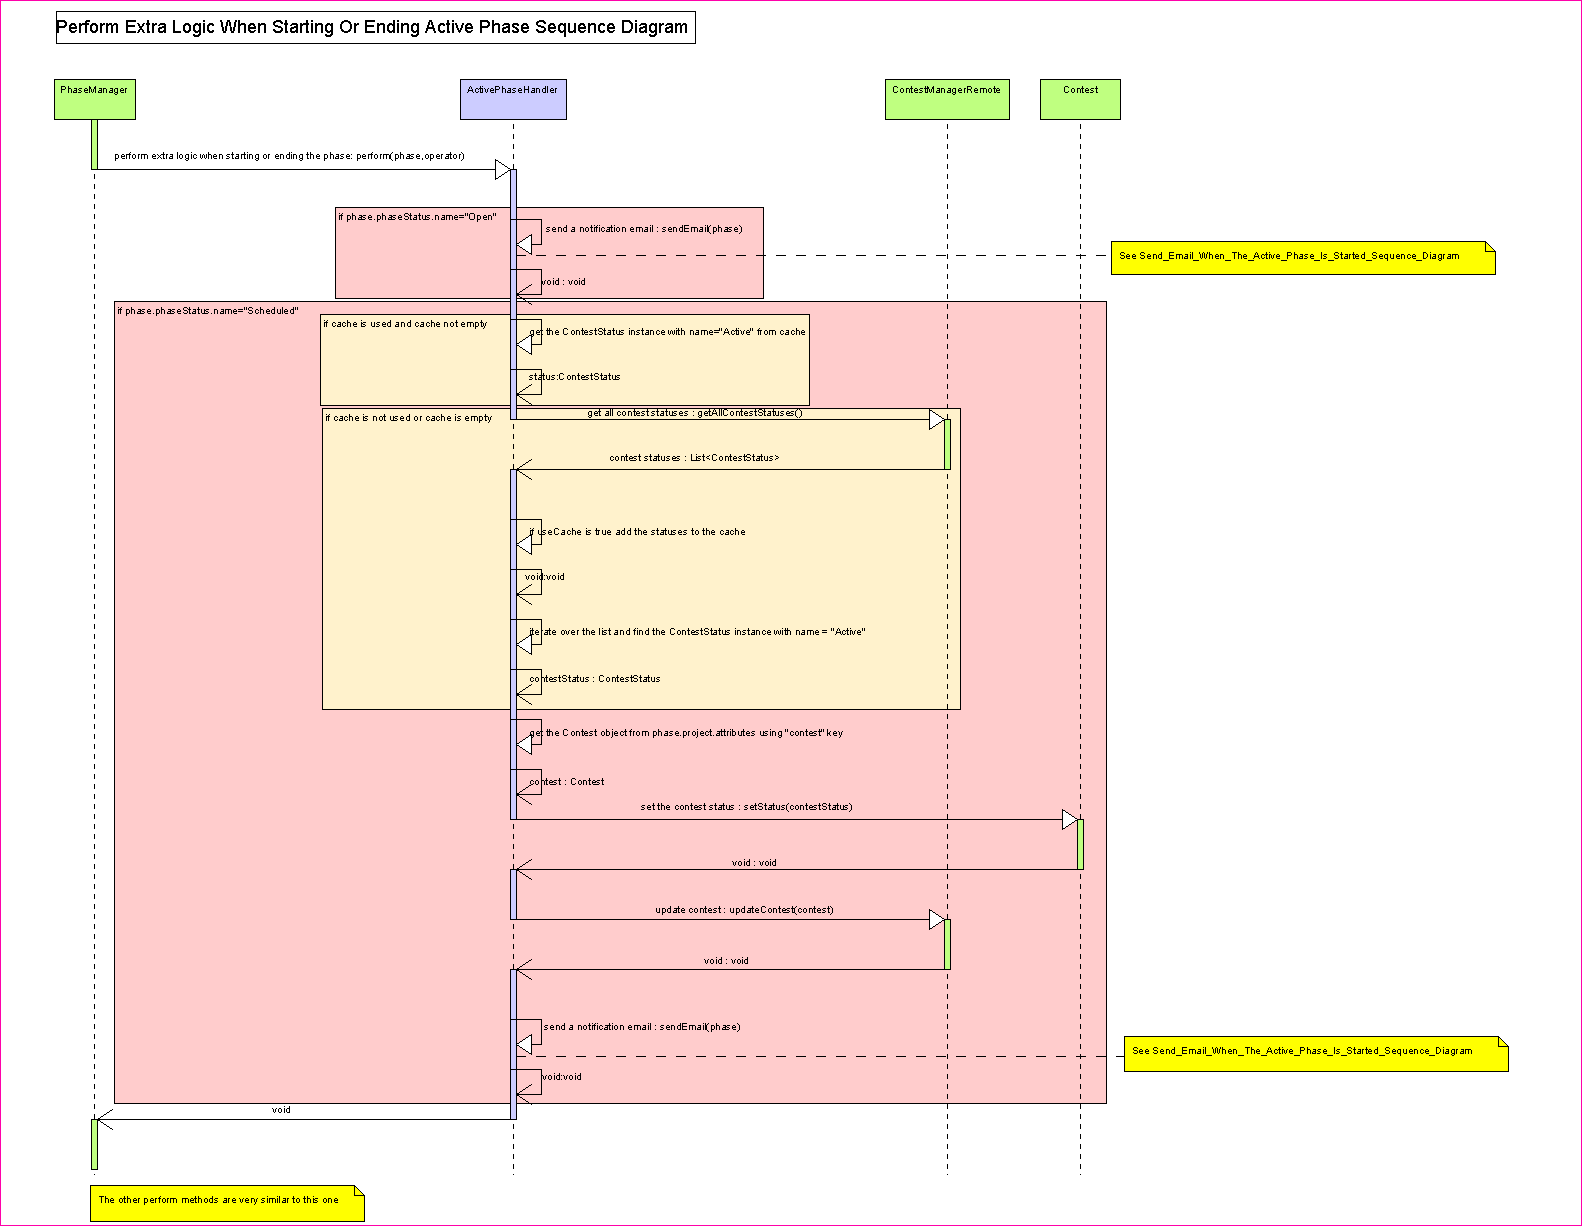 Perform Extra Logic When Starting Or Ending Active Phase Sequence Diagram
PhaseManager
ActivePhaseHandler
ContestManagerRemote
Contest
perform extra logic when starting or ending the phase: perform(phase,operator)
if phase.phaseStatus.name="Open"
send a notification email : sendEmail(phase)
See Send_Email_When_The_Active_Phase_Is_Started_Sequence_Diagram
void : void
if phase.phaseStatus.name="Scheduled"
if cache is used and cache not empty
get the ContestStatus instance with name="Active" from cache
status:ContestStatus
if cache is not used or cache is empty
get all contest statuses : getAllContestStatuses()
contest statuses : List<ContestStatus>
if useCache is true add the statuses to the cache
void:void
iterate over the list and find the ContestStatus instance with name = "Active"
contestStatus : ContestStatus
get the Contest object from phase.project.attributes using "contest" key
contest : Contest
set the contest status : setStatus(contestStatus)
void : void
update contest : updateContest(contest)
void : void
send a notification email : sendEmail(phase)
See Send_Email_When_The_Active_Phase_Is_Started_Sequence_Diagram
void:void
void
The other perform methods are very similar to this one